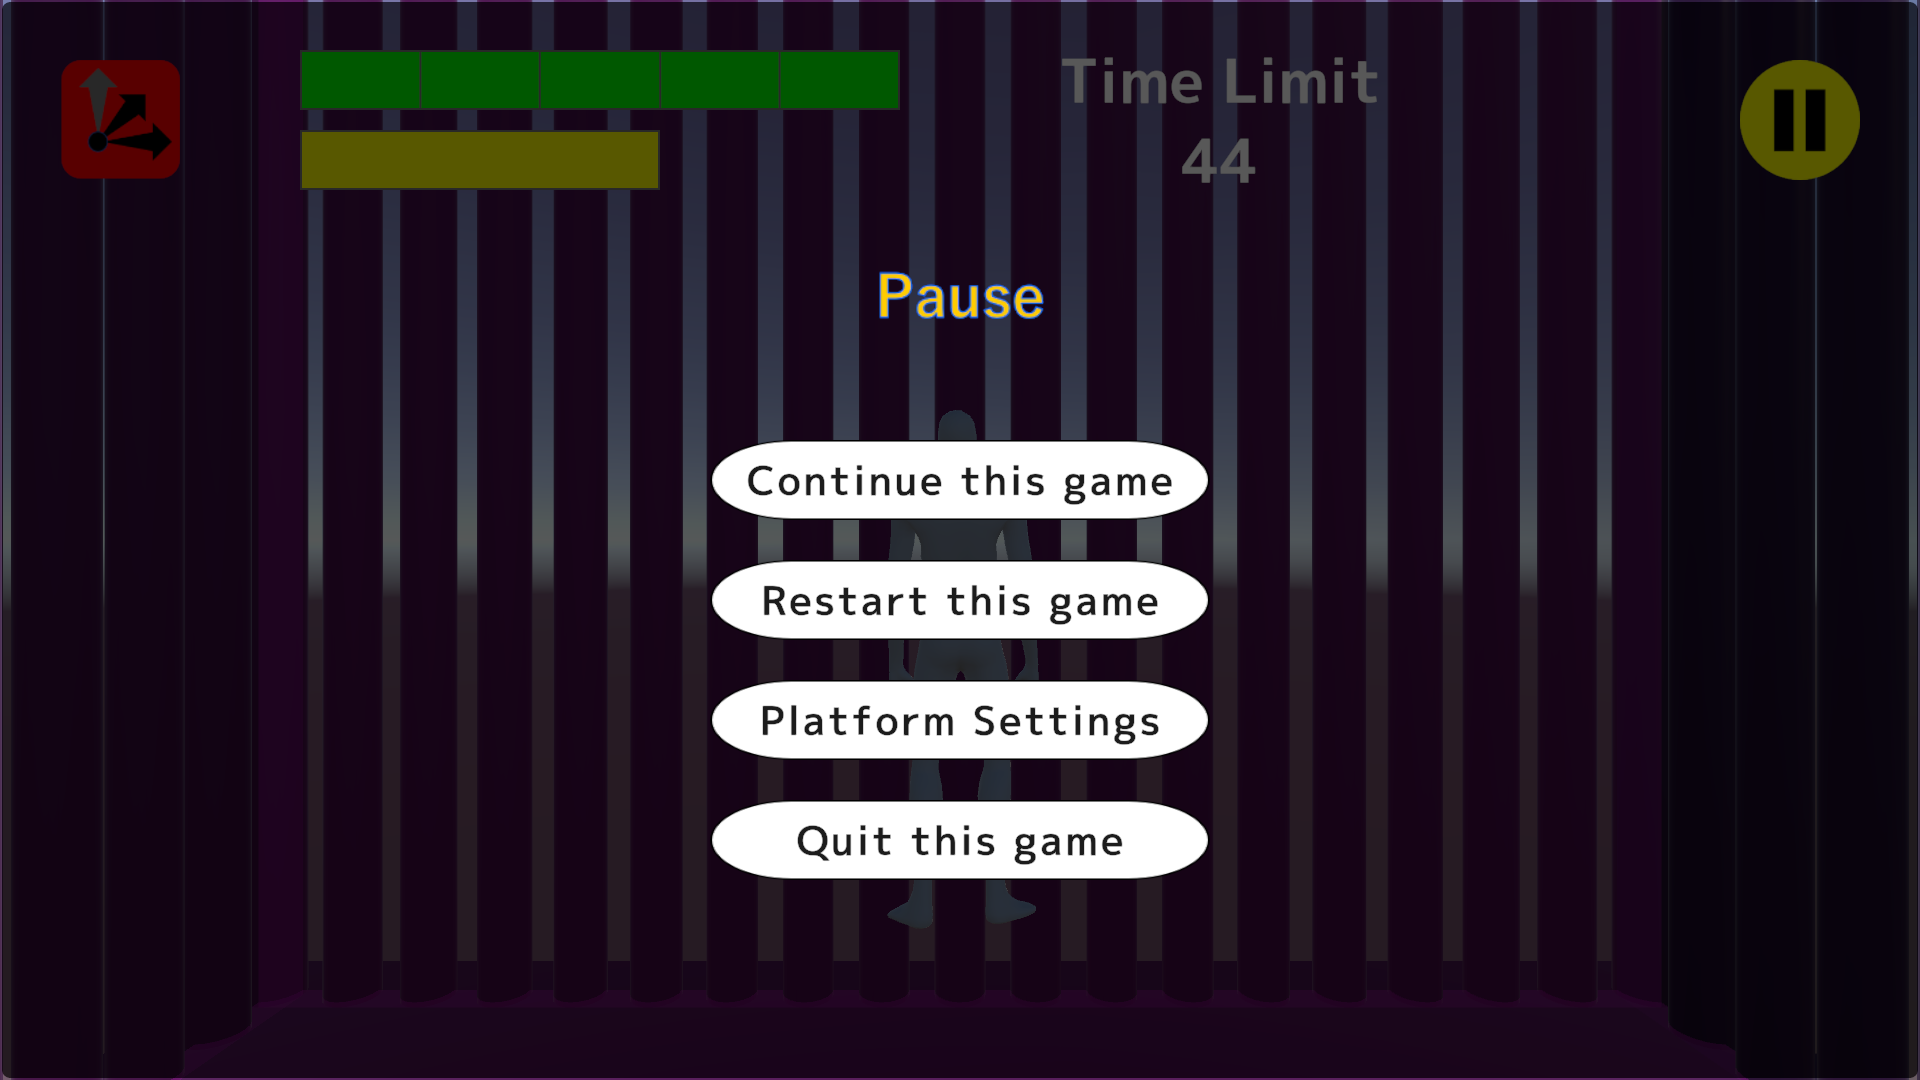 Time Limit
44
Pause
Continue this game
Restart this game
Platform Settings
Quit this game